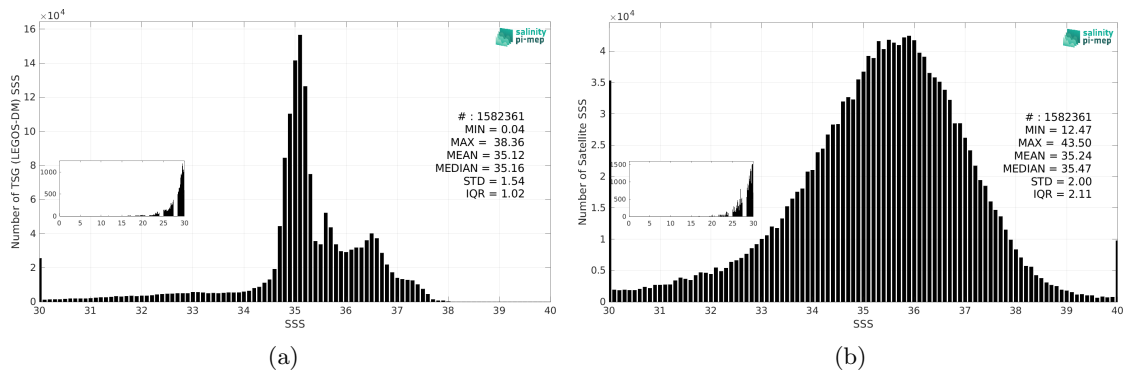 ×10⁴
16
14
12
10
8
6
4
2
0
Number of TSG (LEGOS-DM) SSS
salinity
pi-mep
# : 1582361
MIN = 0.04
MAX = 38.36
MEAN = 35.12
MEDIAN = 35.16
STD = 1.54
IQR = 1.02
1000
500
0
0 5 10 15 20 25 30
30 31 32 33 34 35 36 37 38 39 40
SSS
(a)
×10⁴
4
3.5
3
2.5
2
1.5
1
0.5
0
Number of Satellite SSS
salinity
pi-mep
# : 1582361
MIN = 12.47
MAX = 43.50
MEAN = 35.24
MEDIAN = 35.47
STD = 2.00
IQR = 2.11
1500
1000
500
0
0 5 10 15 20 25 30
30 31 32 33 34 35 36 37 38 39 40
SSS
(b)